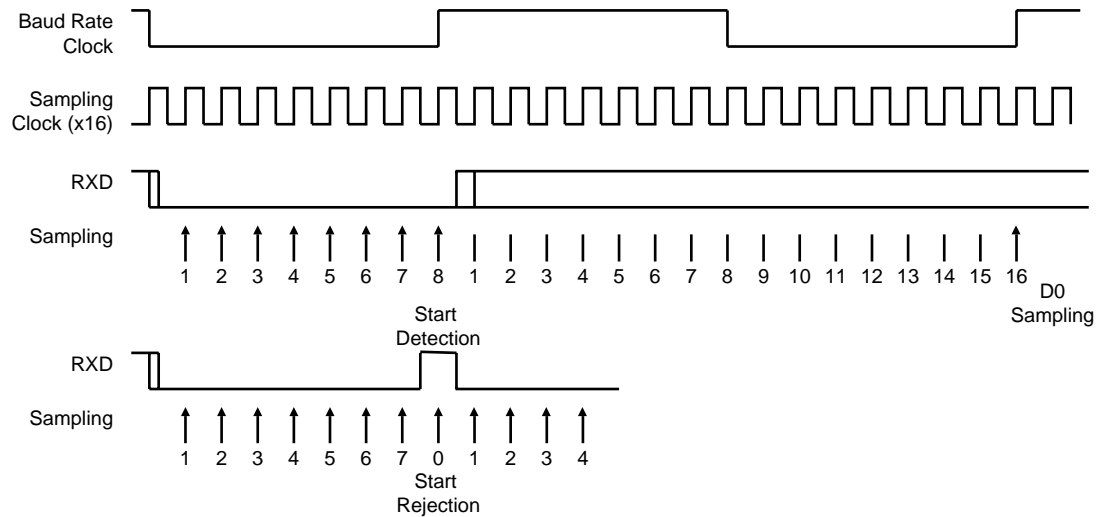 Baud Rate
Clock
Sampling
Clock (x16)
RXD
Sampling
1 2 3 4 5 6 7 8 1 2 3 4 5 6 7 8 9 10 11 12 13 14 15 16
D0
Sampling
Start
Detection
RXD
Sampling
1 2 3 4 5 6 7 0 1 2 3 4
Start
Rejection